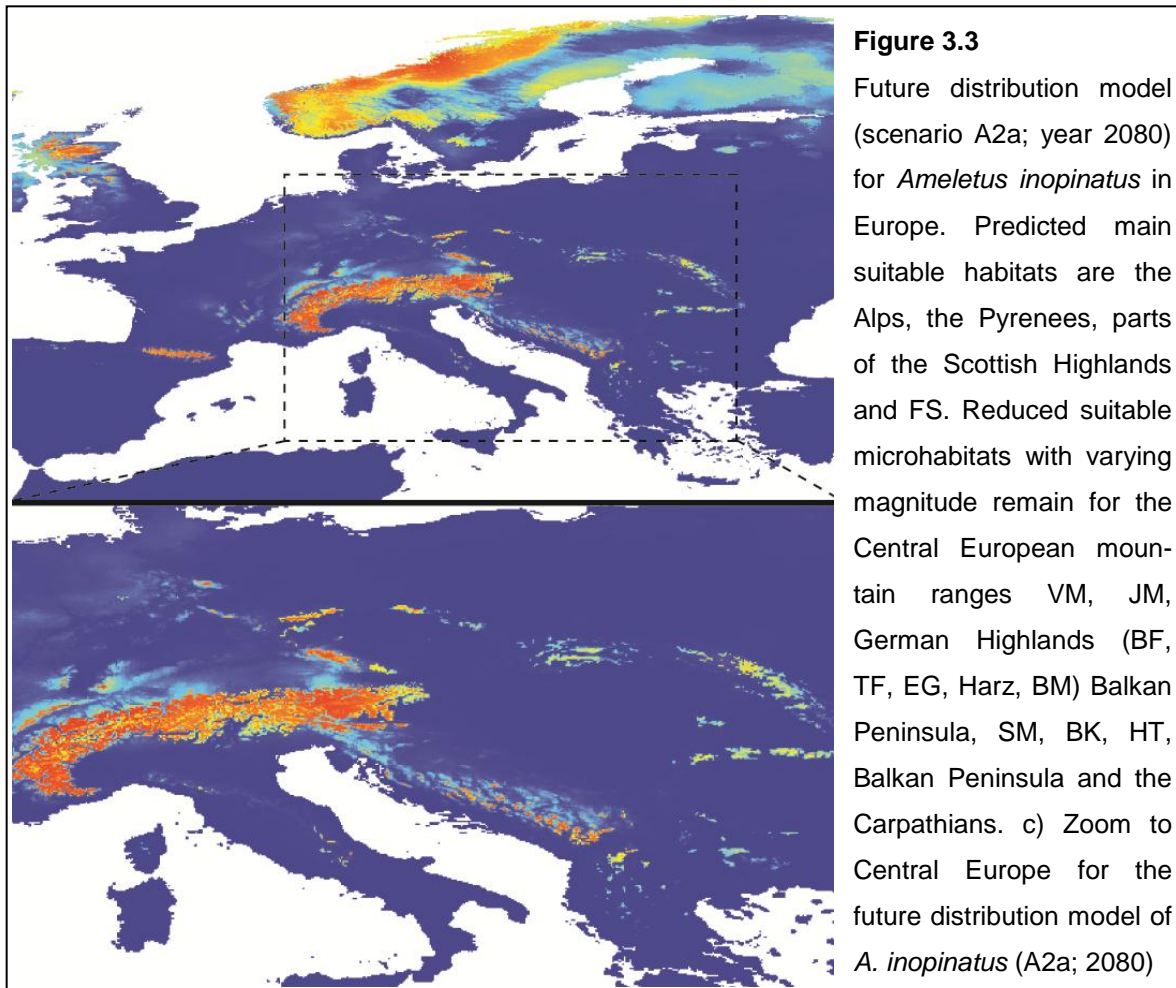 Figure 3.3
Future distribution model
(scenario A2a; year 2080)
for Ameletus inopinatus in
Europe. Predicted main
suitable habitats are the
Alps, the Pyrenees, parts
of the Scottish Highlands
and FS. Reduced suitable
microhabitats with varying
magnitude remain for the
Central European moun-
tain ranges VM, JM,
German Highlands (BF,
TF, EG, Harz, BM) Balkan
Peninsula, SM, BK, HT,
Balkan Peninsula and the
Carpathians. c) Zoom to
Central Europe for the
future distribution model of
A. inopinatus (A2a; 2080)